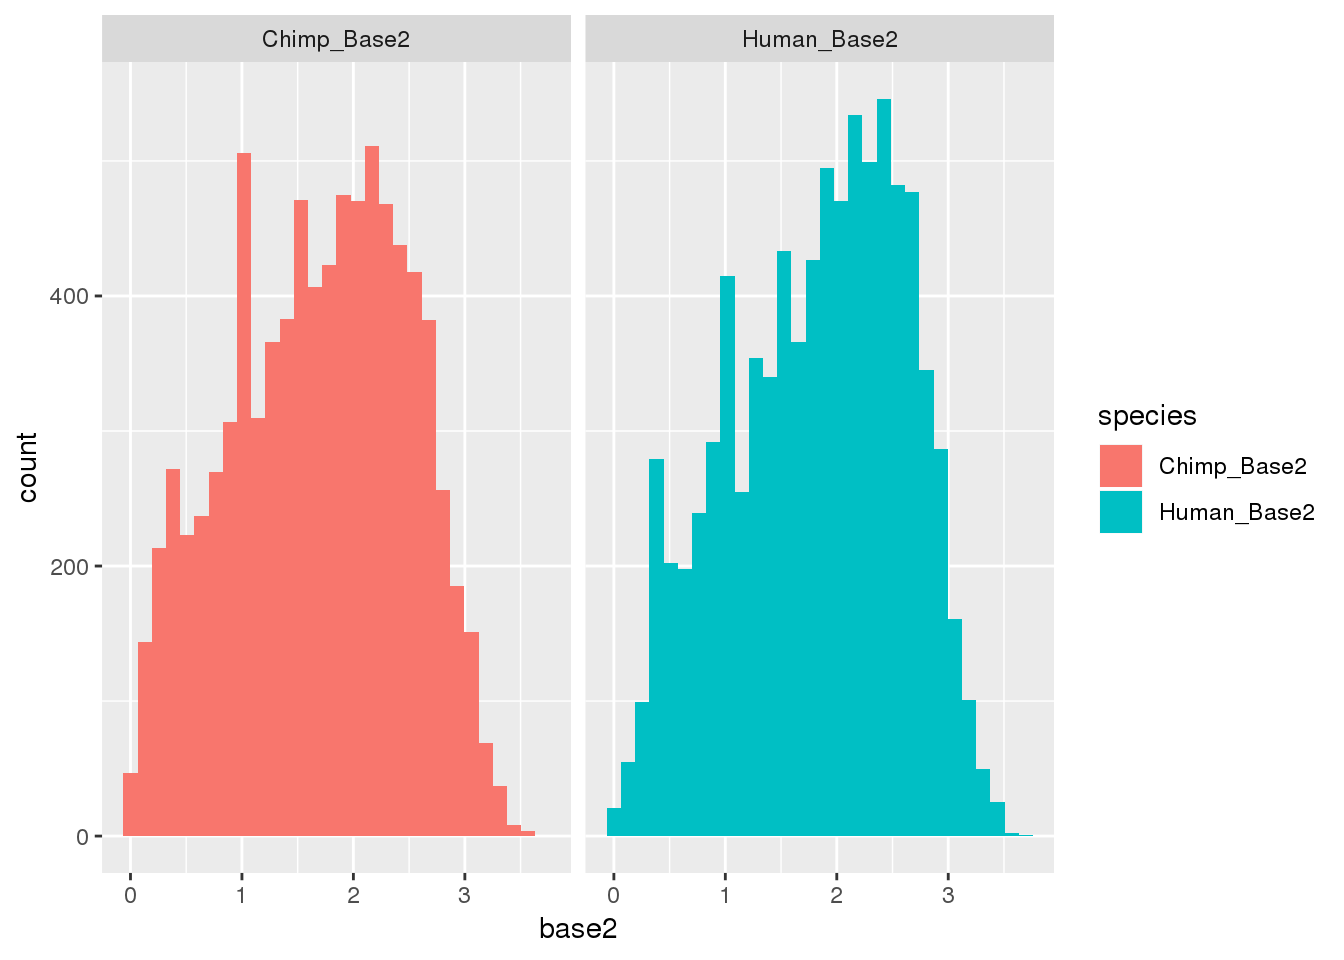 Chimp_Base2 Human_Base2
count
400
200
0
0 1 2 3 0 1 2 3
base2
species
Chimp_Base2
Human_Base2